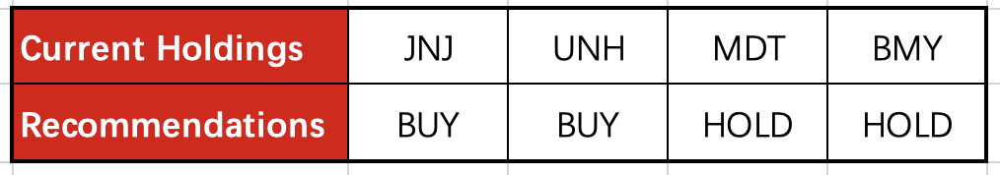 Current Holdings JNJ UNH MDT BMY
Recommendations BUY BUY HOLD HOLD